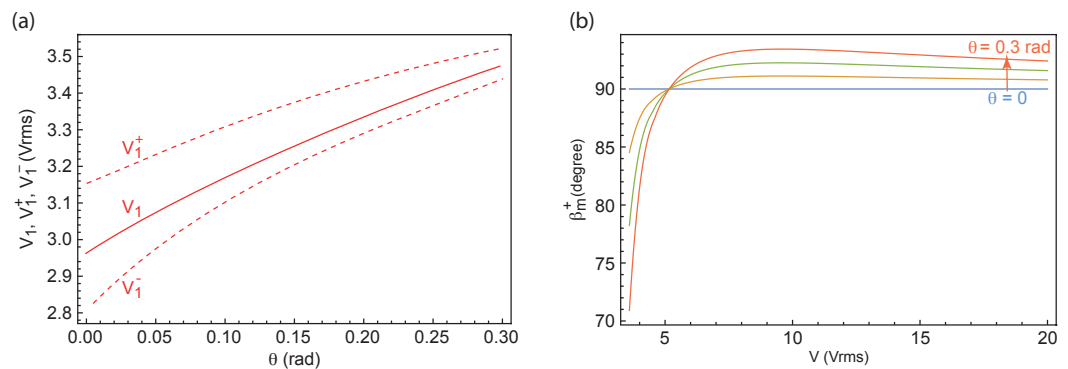 (a)
V₁, V₁⁺, V₁⁻ (Vrms)
3.5
3.4
3.3
3.2
3.1
3.0
2.9
2.8
V₁⁺
V₁
V₁⁻
0.00 0.05 0.10 0.15 0.20 0.25 0.30
θ (rad)
(b)
βₘ⁺ (degree)
90
85
80
75
70
θ = 0.3 rad
θ = 0
5 10 15 20
V (Vrms)